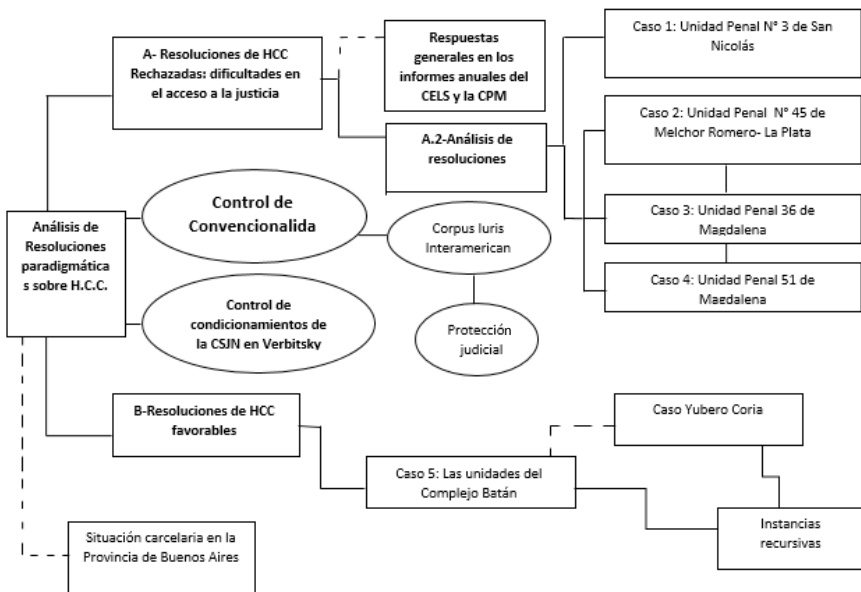 A- Resoluciones de HCC
Rechazadas: dificultades en
el acceso a la justicia
Respuestas
generales en los
informes anuales del
CELS y la CPM
Caso 1: Unidad Penal N° 3 de San
Nicolás
A.2-Análisis de
resoluciones
Caso 2: Unidad Penal N° 45 de
Melchor Romero- La Plata
Caso 3: Unidad Penal 36 de
Magdalena
Caso 4: Unidad Penal 51 de
Magdalena
Análisis de
Resoluciones
paradigmática
s sobre H.C.C.
Control de
Convencionalida
Corpus Iuris
Interamerican
Control de
condicionamientos de
la CSJN en Verbitsky
Protección
judicial
B-Resoluciones de HCC
favorables
Caso 5: Las unidades del
Complejo Batán
Caso Yubero Coria
Instancias
recursivas
Situación carcelaria en la
Provincia de Buenos Aires